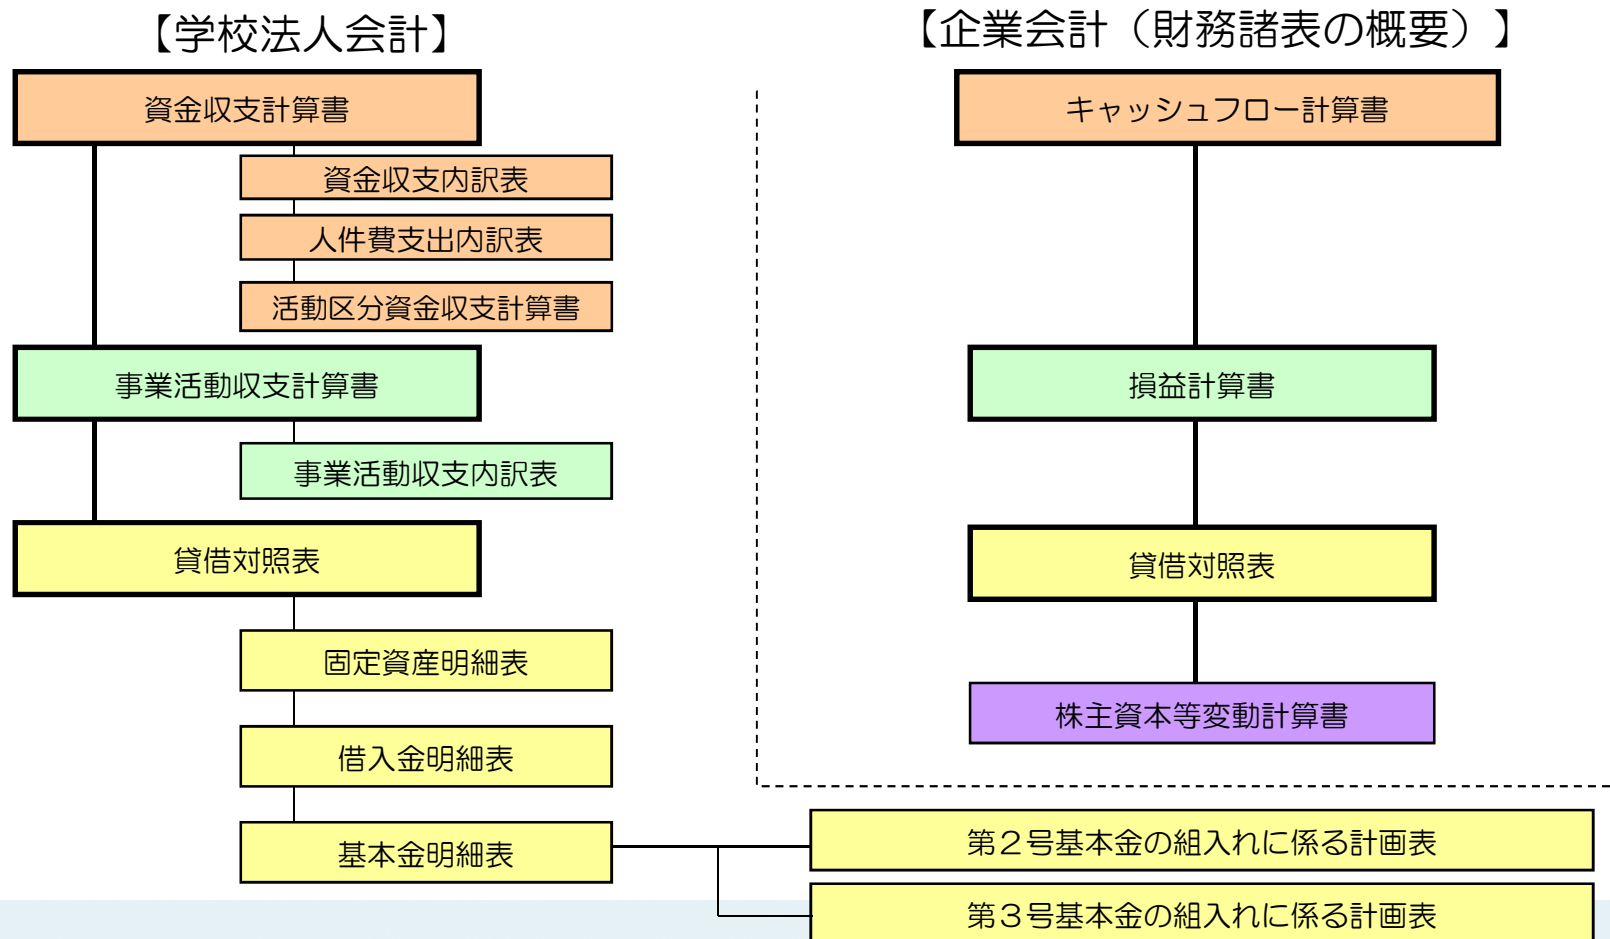 【学校法人会計】
資金収支計算書
資金収支内訳表
人件費支出内訳表
活動区分資金収支計算書
事業活動収支計算書
事業活動収支内訳表
貸借対照表
固定資産明細表
借入金明細表
基本金明細表
第２号基本金の組入れに係る計画表
第３号基本金の組入れに係る計画表
【企業会計（財務諸表の概要）】
キャッシュフロー計算書
損益計算書
貸借対照表
株主資本等変動計算書